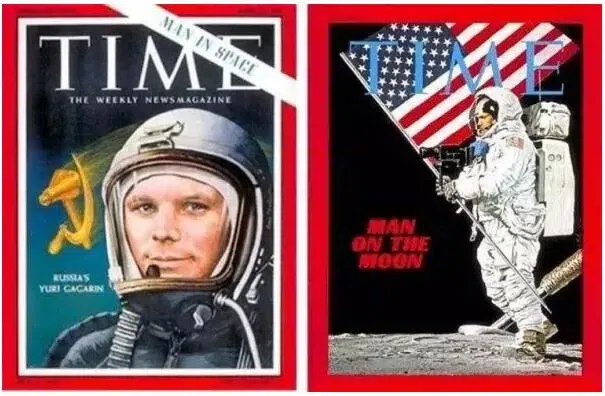 MAN IN SPACE
TIME
THE WEEKLY NEWSMAGAZINE
RUSSIA'S
YURI GAGARIN
TIME
MAN
ON THE
MOON